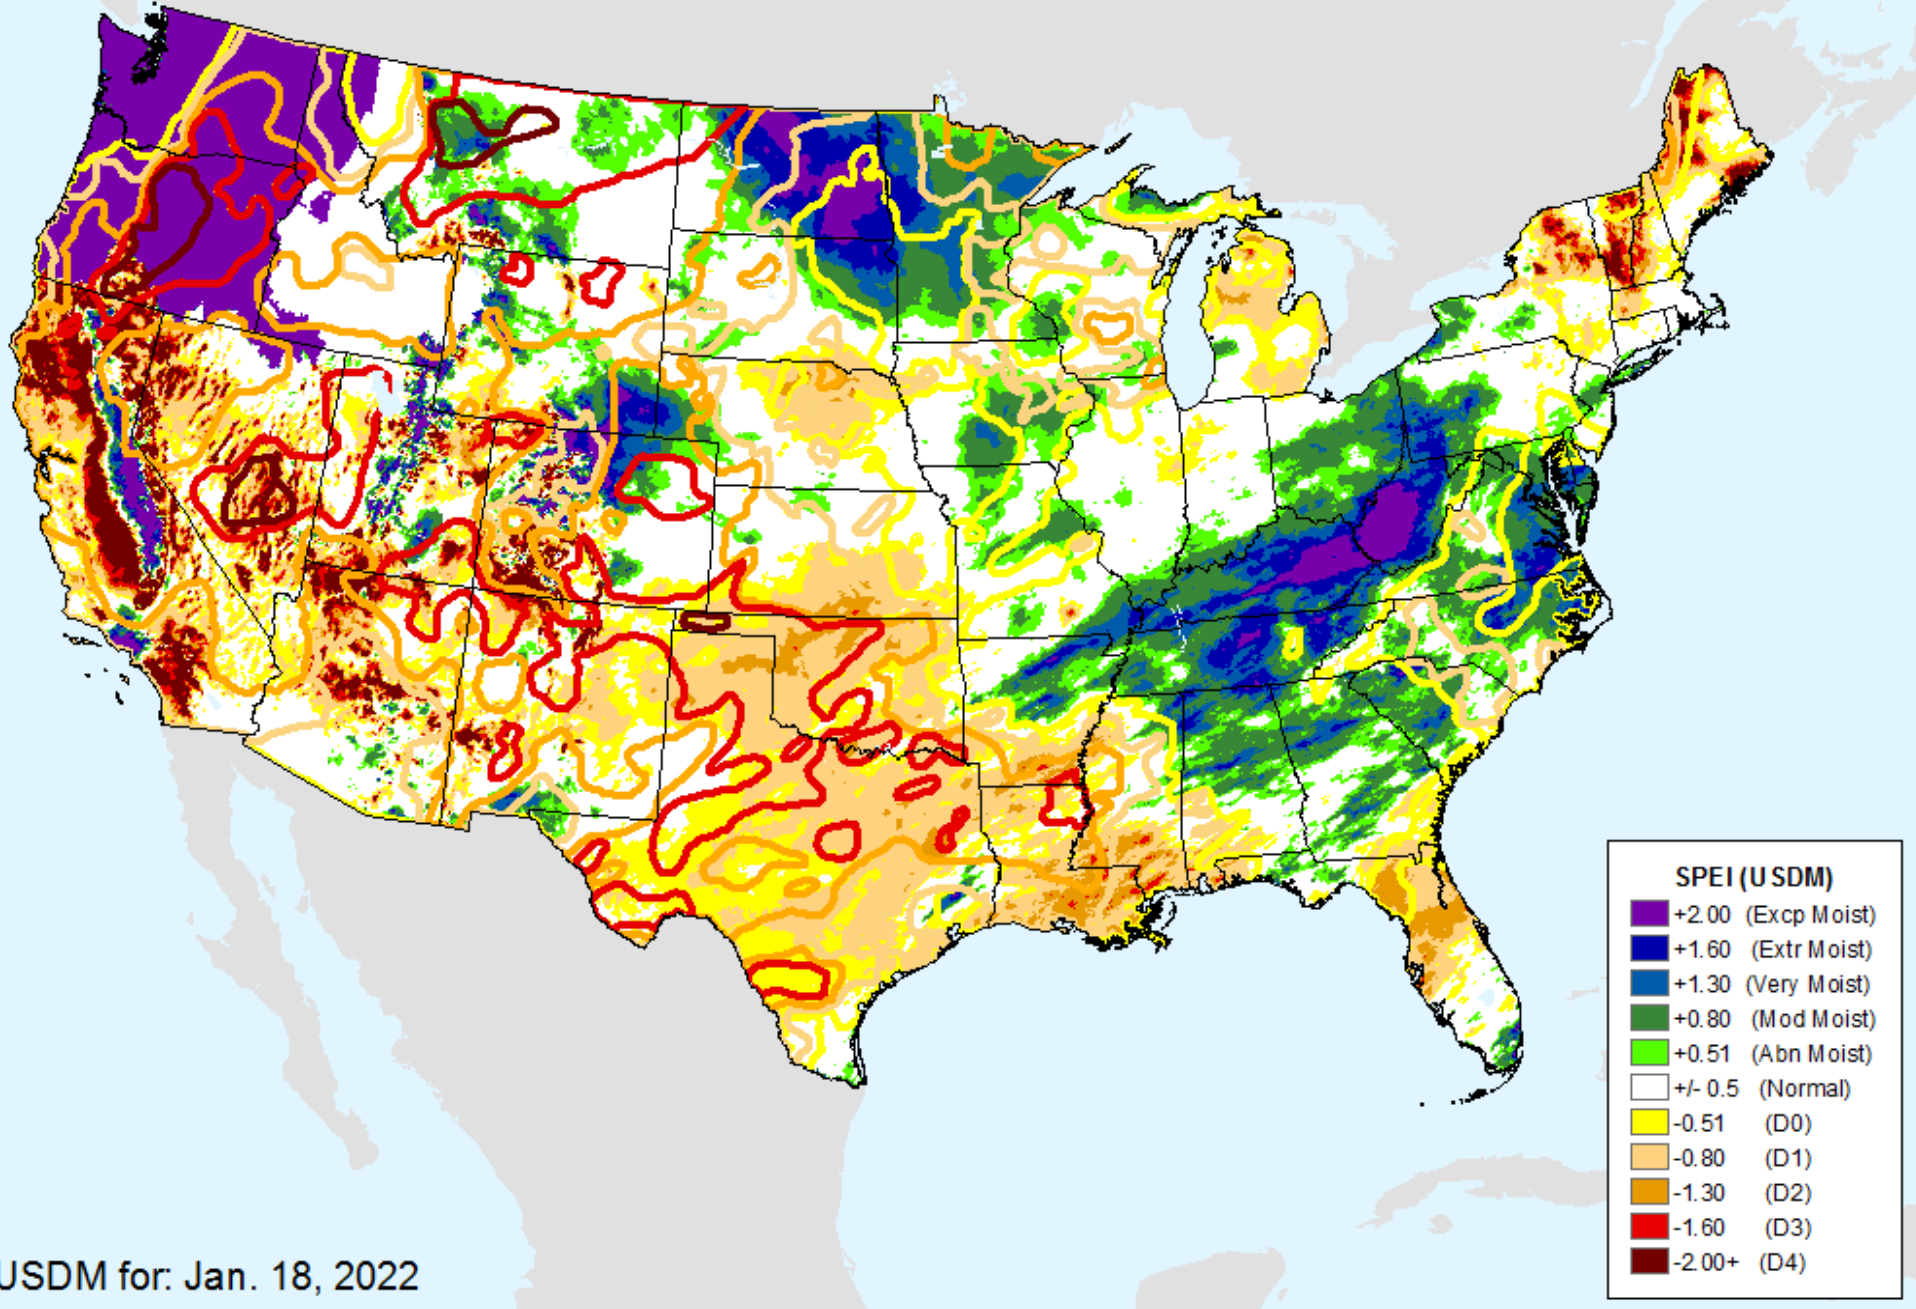 SPEI (USDM)
+2.00 (Excp Moist)
+1.60 (Extr Moist)
+1.30 (Very Moist)
+0.80 (Mod Moist)
+0.51 (Abn Moist)
+/- 0.5 (Normal)
-0.51 (D0)
-0.80 (D1)
-1.30 (D2)
-1.60 (D3)
-2.00+ (D4)
USDM for: Jan. 18, 2022